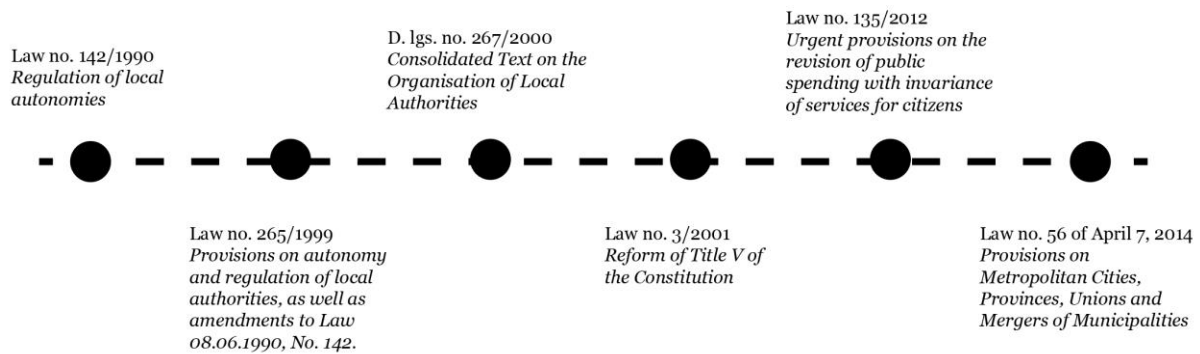 Law no. 142/1990
Regulation of local
autonomies
Law no. 265/1999
Provisions on autonomy
and regulation of local
authorities, as well as
amendments to Law
08.06.1990, No. 142.
D. lgs. no. 267/2000
Consolidated Text on the
Organisation of Local
Authorities
Law no. 3/2001
Reform of Title V of
the Constitution
Law no. 135/2012
Urgent provisions on the
revision of public
spending with invariance
of services for citizens
Law no. 56 of April 7, 2014
Provisions on
Metropolitan Cities,
Provinces, Unions and
Mergers of Municipalities